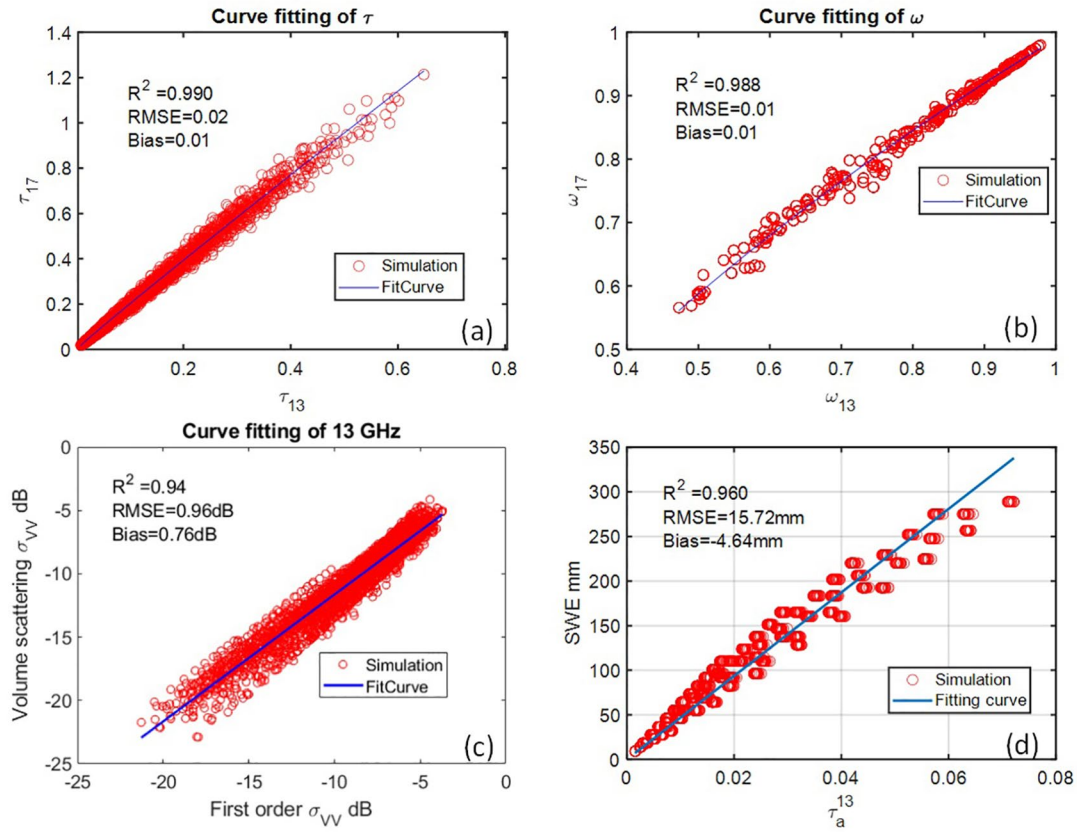 Curve fitting of τ
R² =0.990
RMSE=0.02
Bias=0.01
Simulation
FitCurve
(a)
1.4
1.2
1
0.8
0.6
0.4
0.2
0
0.2
0.4
0.6
0.8
τ₁₇
τ₁₃
Curve fitting of ω
R² =0.988
RMSE=0.01
Bias=0.01
Simulation
FitCurve
(b)
1
0.9
0.8
0.7
0.6
0.5
0.4
0.5
0.6
0.7
0.8
0.9
1
ω₁₇
ω₁₃
Curve fitting of 13 GHz
R² =0.94
RMSE=0.96dB
Bias=0.76dB
Simulation
FitCurve
(c)
0
-5
-10
-15
-20
-25
-25
-20
-15
-10
-5
0
Volume scattering σVV dB
First order σVV dB
R² =0.960
RMSE=15.72mm
Bias=-4.64mm
Simulation
Fitting curve
(d)
350
300
250
200
150
100
50
0
0
0.02
0.04
0.06
0.08
SWE mm
τₐ¹³